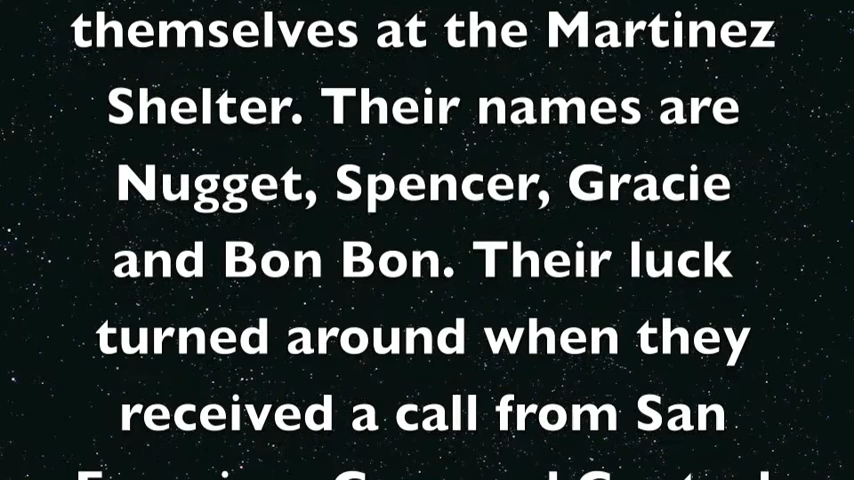 themselves at the Martinez
Shelter. Their names are
Nugget, Spencer, Gracie
and Bon Bon. Their luck
turned around when they
received a call from San